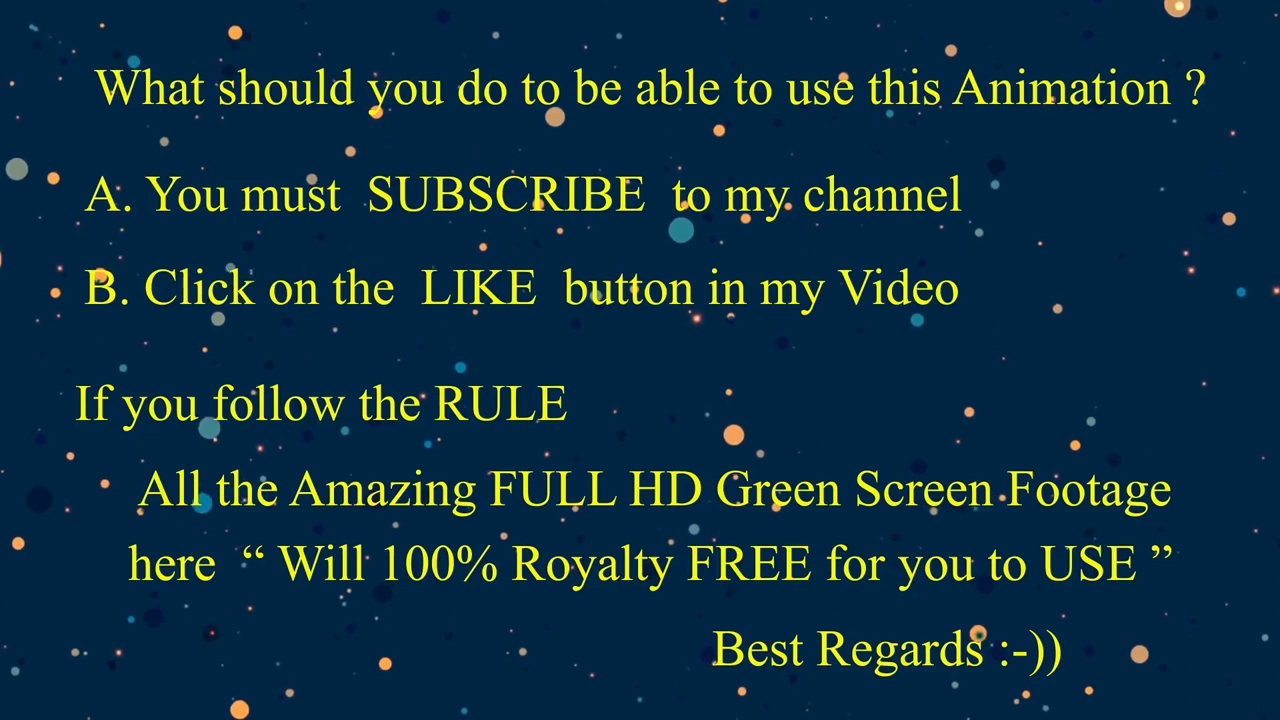 What should you do to be able to use this Animation ?
A. You must SUBSCRIBE to my channel
B. Click on the LIKE button in my Video
If you follow the RULE
All the Amazing FULL HD Green Screen Footage
here “ Will 100% Royalty FREE for you to USE ”
Best Regards :-))